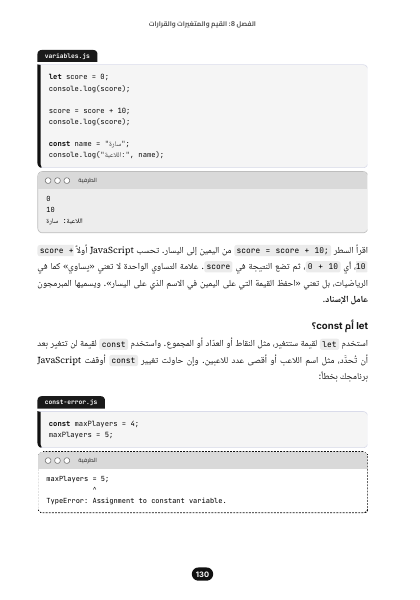 الفصل 8: القيم والمتغيرات والقرارات
variables.js
let score = 0;
console.log(score);
score = score + 10;
console.log(score);
const name = "سارة";
console.log("اللاعبة:", name);
الطرفية
0
10
اللاعبة: سارة
اقرأ السطر score = score + 10; من اليمين إلى اليسار. تحسب JavaScript أولاً score +
10، أي 0 + 10، ثم تضع النتيجة في score. علامة التساوي الواحدة لا تعني «يساوي» كما في
الرياضيات، بل تعني «احفظ القيمة التي على اليمين في الاسم الذي على اليسار». ويسميها المبرمجون
عامل الإسناد.
let أم const؟
استخدم let لقيمة ستتغير، مثل النقاط أو العدّاد أو المجموع. واستخدم const لقيمة لن تتغير بعد
أن تُحدَّد، مثل اسم اللاعب أو أقصى عدد للاعبين. وإن حاولت تغيير const أوقفت JavaScript
برنامجك بخطأ:
const-error.js
const maxPlayers = 4;
maxPlayers = 5;
الطرفية
maxPlayers = 5;
^
TypeError: Assignment to constant variable.
130